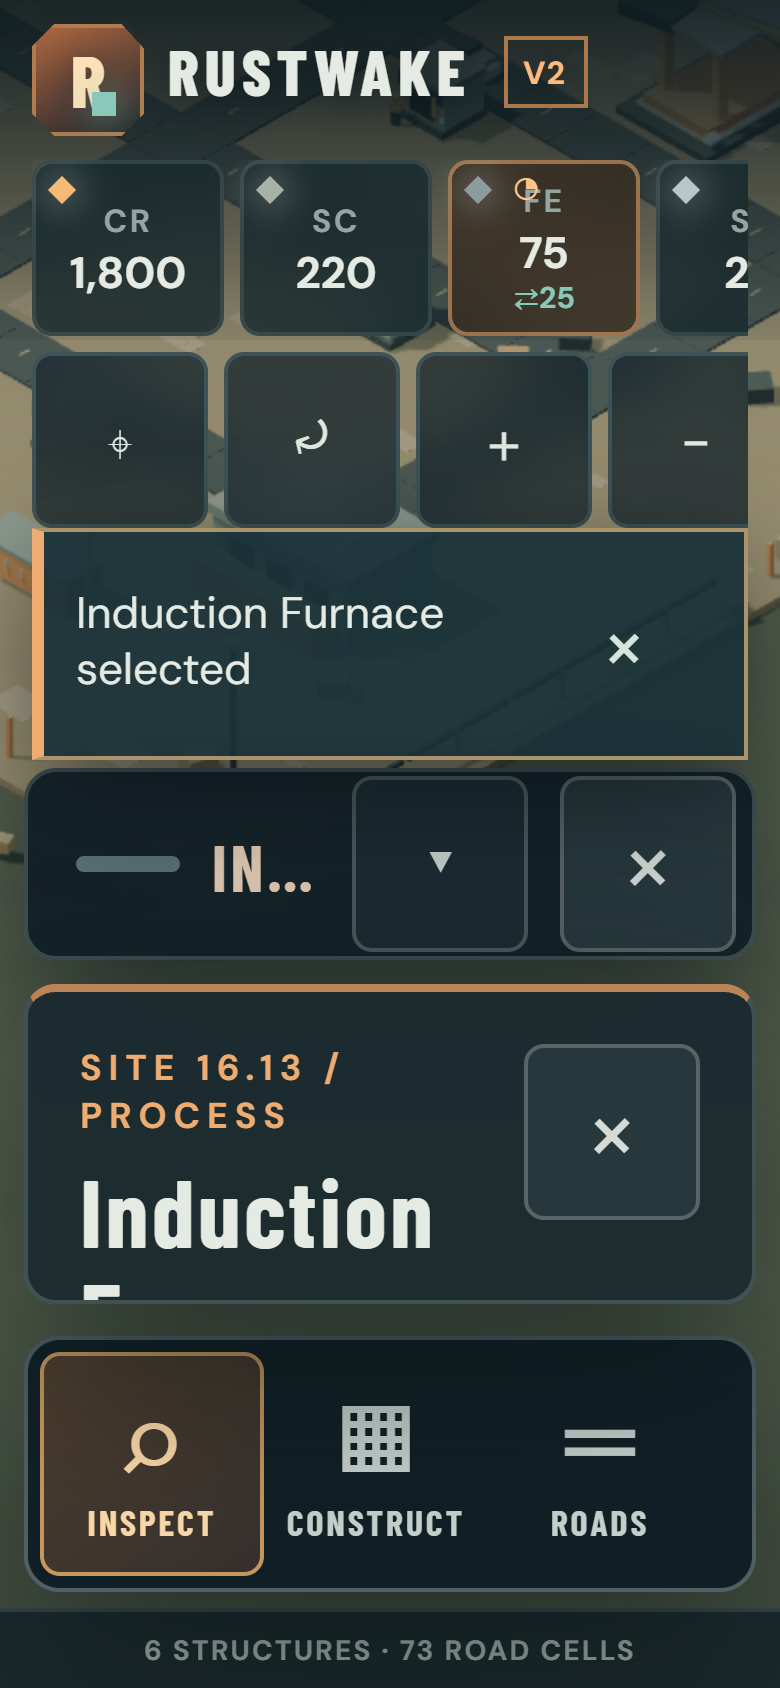 R
RUSTWAKE
V2
CR
1,800
SC
220
FE
75
⇄25
S
2
+
−
Induction Furnace
selected
×
IN...
▼
×
SITE 16.13 /
PROCESS
Induction
×
INSPECT
CONSTRUCT
ROADS
6 STRUCTURES · 73 ROAD CELLS